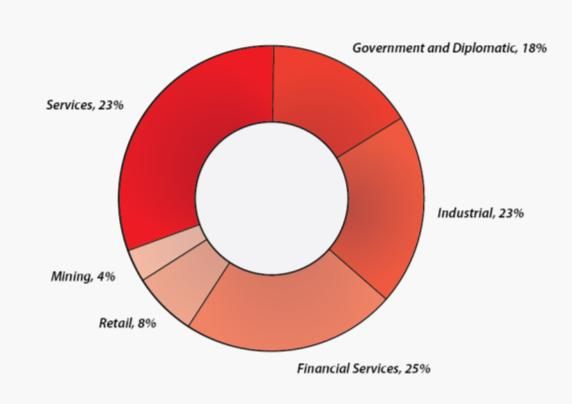 Government and Diplomatic, 18%
Services, 23%
Industrial, 23%
Mining, 4%
Retail, 8%
Financial Services, 25%